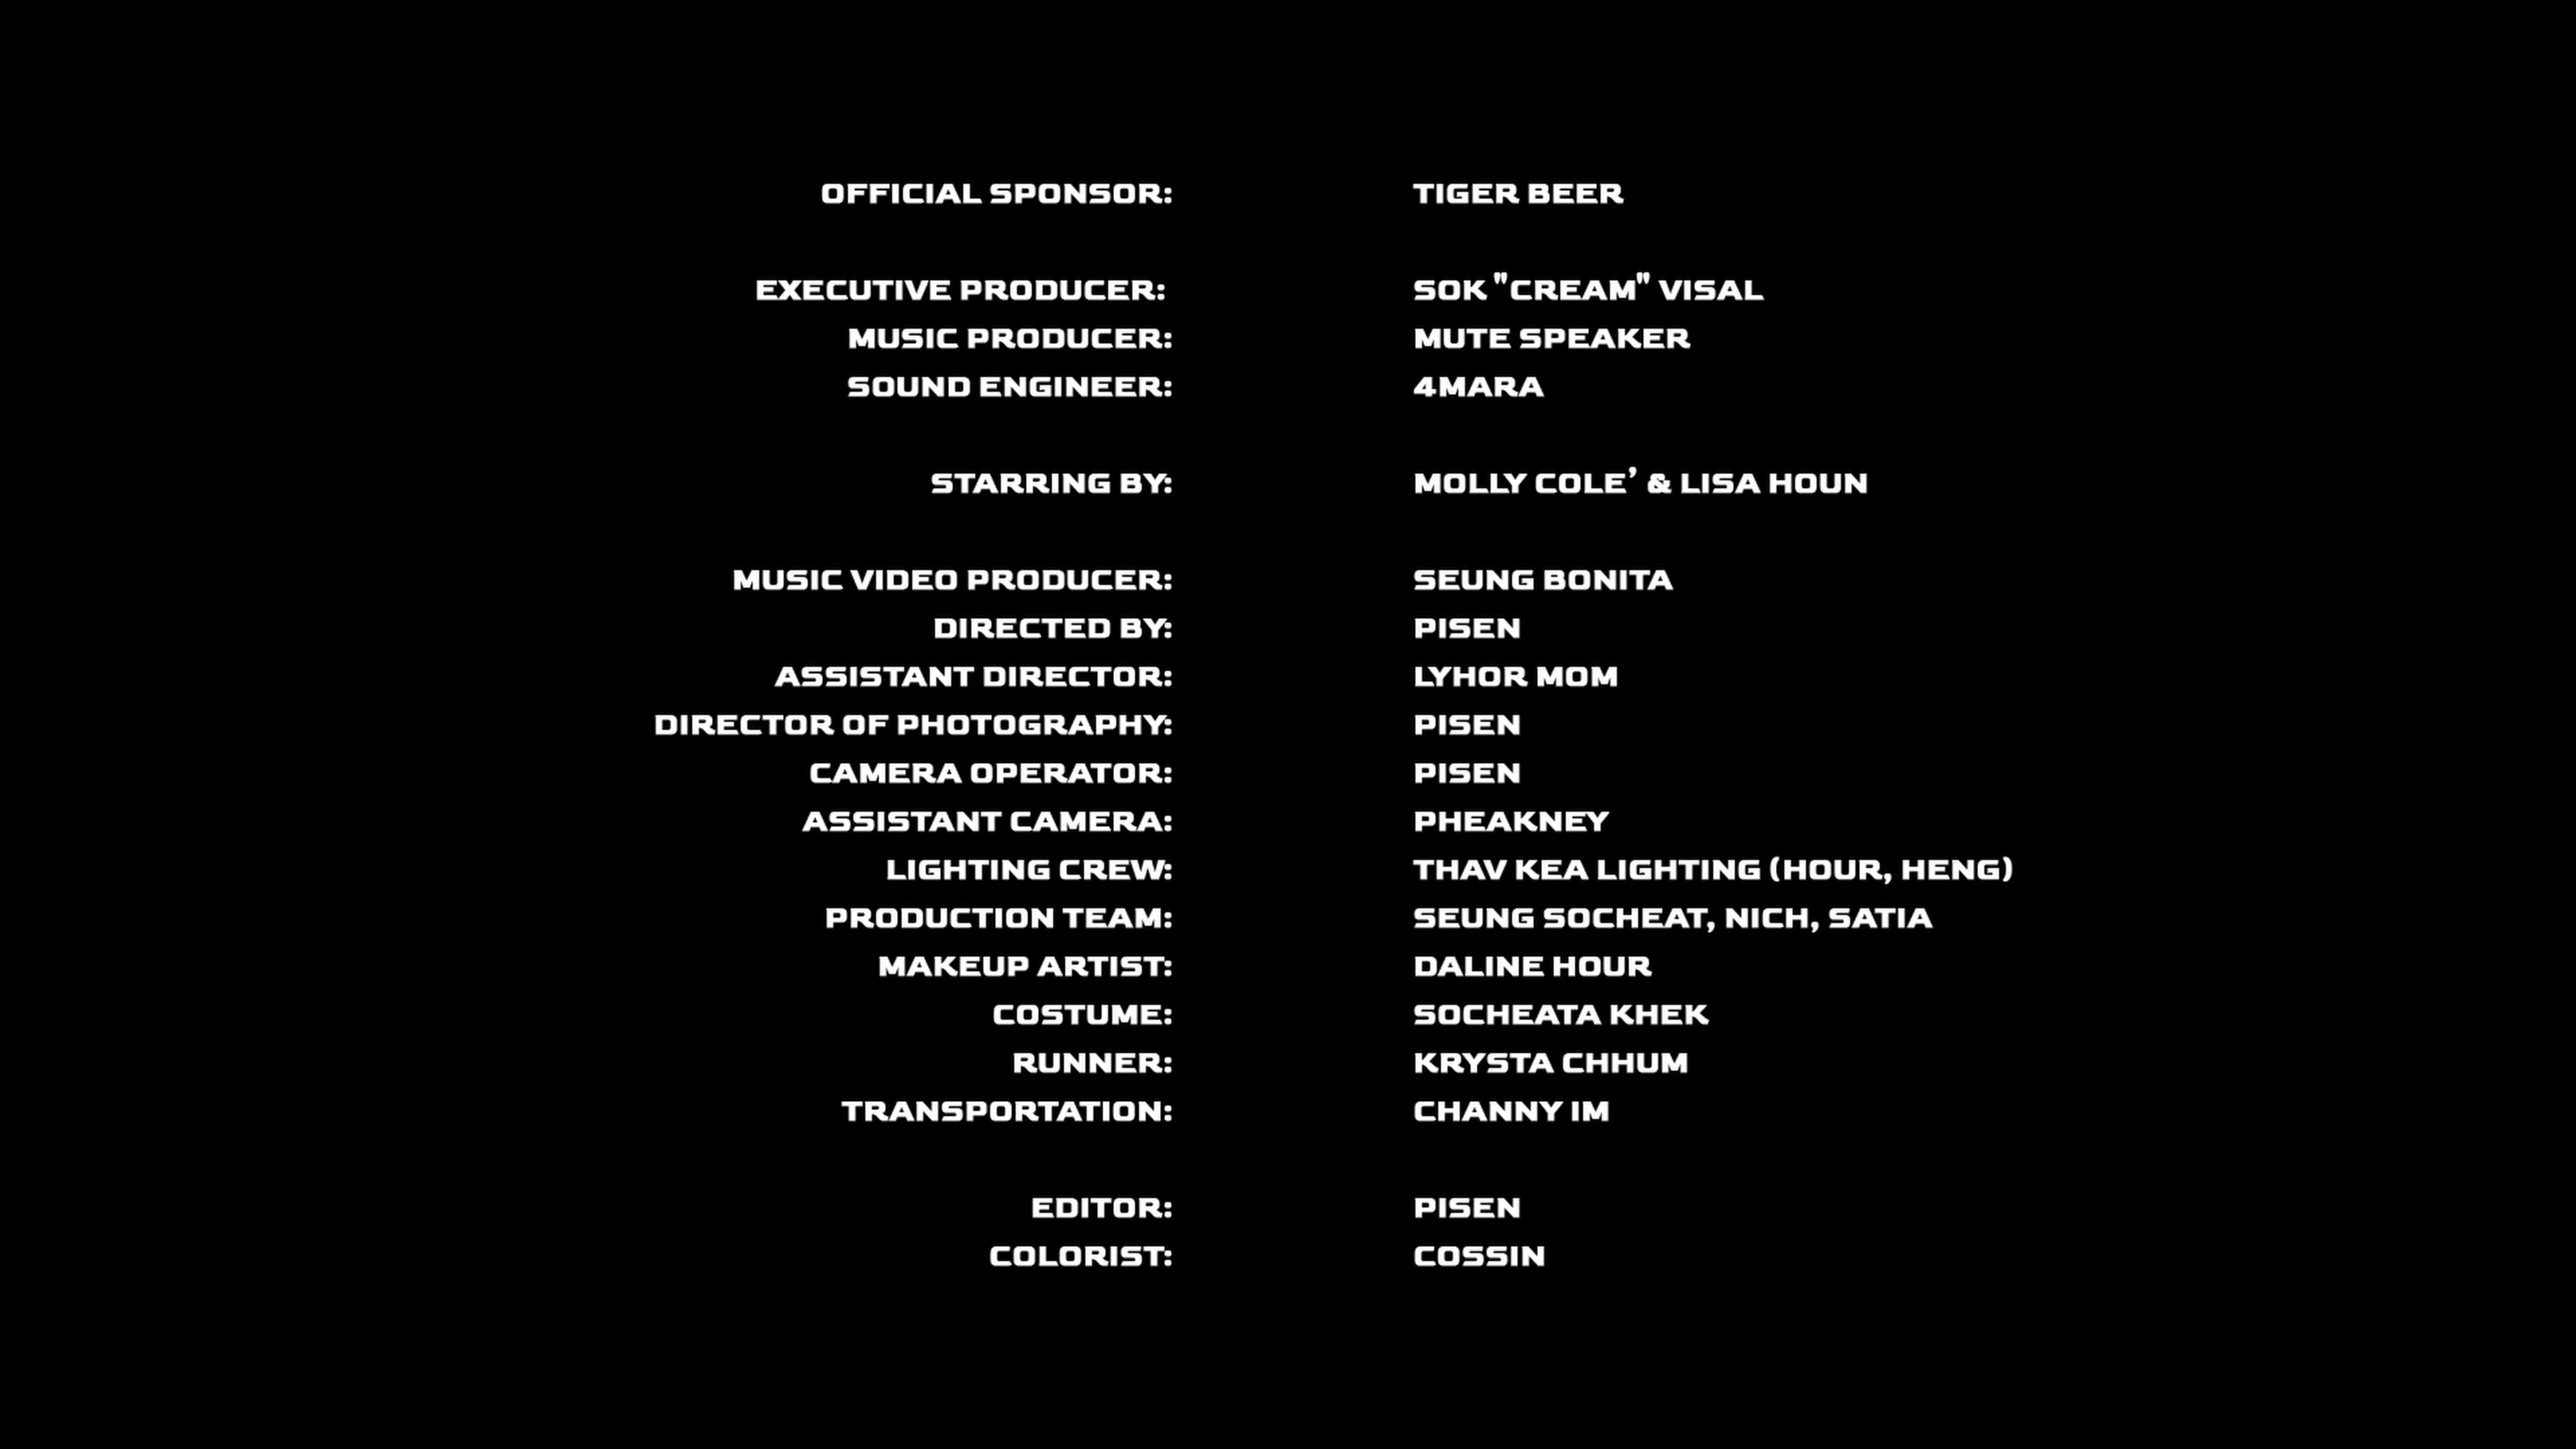 OFFICIAL SPONSOR: TIGER BEER
EXECUTIVE PRODUCER: SOK "CREAM" VISAL
MUSIC PRODUCER: MUTE SPEAKER
SOUND ENGINEER: 4MARA
STARRING BY: MOLLY COLE’ & LISA HOUN
MUSIC VIDEO PRODUCER: SEUNG BONITA
DIRECTED BY: PISEN
ASSISTANT DIRECTOR: LYHOR MOM
DIRECTOR OF PHOTOGRAPHY: PISEN
CAMERA OPERATOR: PISEN
ASSISTANT CAMERA: PHEAKNEY
LIGHTING CREW: THAV KEA LIGHTING (HOUR, HENG)
PRODUCTION TEAM: SEUNG SOCHEAT, NICH, SATIA
MAKEUP ARTIST: DALINE HOUR
COSTUME: SOCHEATA KHEK
RUNNER: KRYSTA CHHUM
TRANSPORTATION: CHANNY IM
EDITOR: PISEN
COLORIST: COSSIN